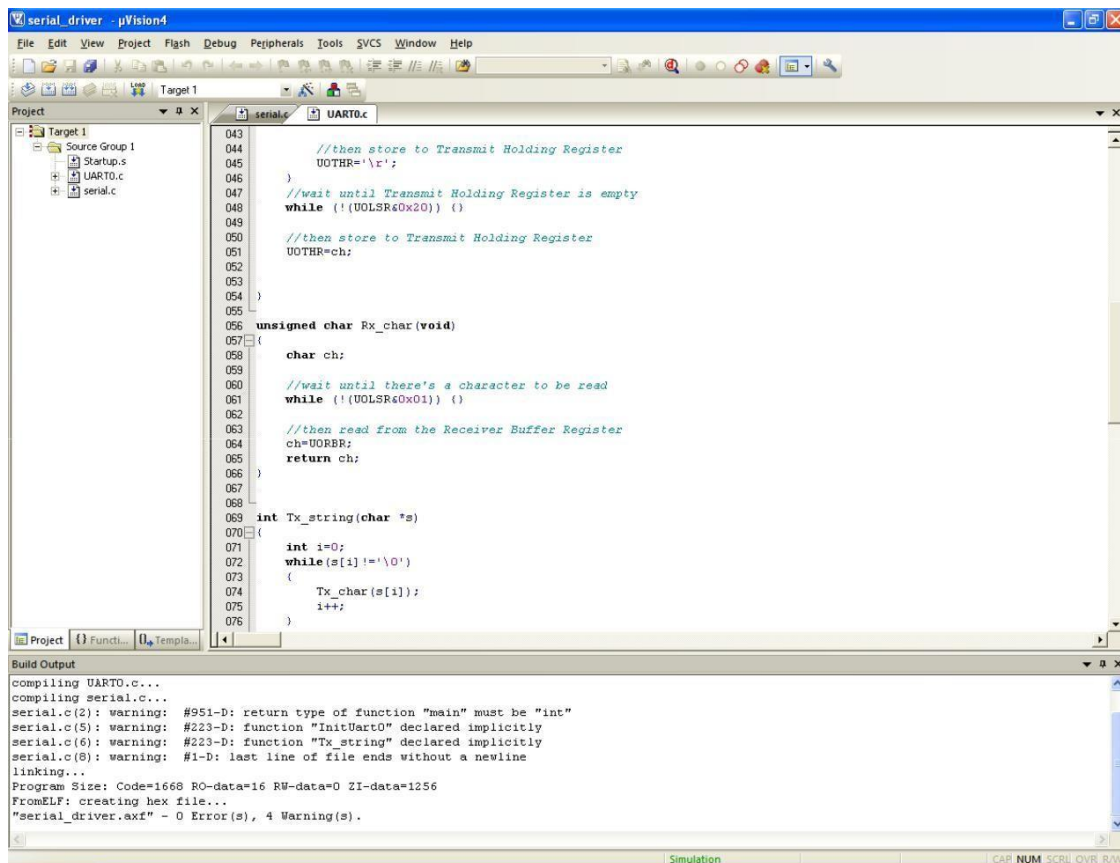 serial_driver - µVision4
File Edit View Project Flash Debug Peripherals Tools SVCS Window Help
LOAD Target 1
Project
serial.c UART0.c
Target 1
Source Group 1
Startup.s
UART0.c
serial.c
043
044 //then store to Transmit Holding Register
045 U0THR='\r';
046 }
047 //wait until Transmit Holding Register is empty
048 while (!(U0LSR&0x20)) {}
049
050 //then store to Transmit Holding Register
051 U0THR=ch;
052
053
054 }
055
056 unsigned char Rx_char(void)
057 {
058 char ch;
059
060 //wait until there's a character to be read
061 while (!(U0LSR&0x01)) {}
062
063 //then read from the Receiver Buffer Register
064 ch=U0RBR;
065 return ch;
066 }
067
068
069 int Tx_string(char *s)
070 {
071 int i=0;
072 while(s[i]!='\0')
073 {
074 Tx_char(s[i]);
075 i++;
076 }
Project {} Functi... Templa...
Build Output
compiling UART0.c...
compiling serial.c...
serial.c(2): warning: #951-D: return type of function "main" must be "int"
serial.c(5): warning: #223-D: function "InitUart0" declared implicitly
serial.c(6): warning: #223-D: function "Tx_string" declared implicitly
serial.c(8): warning: #1-D: last line of file ends without a newline
linking...
Program Size: Code=1668 RO-data=16 RW-data=0 ZI-data=1256
FromELF: creating hex file...
"serial_driver.axf" - 0 Error(s), 4 Warning(s).
Simulation CAP NUM SCRL OVR R/W